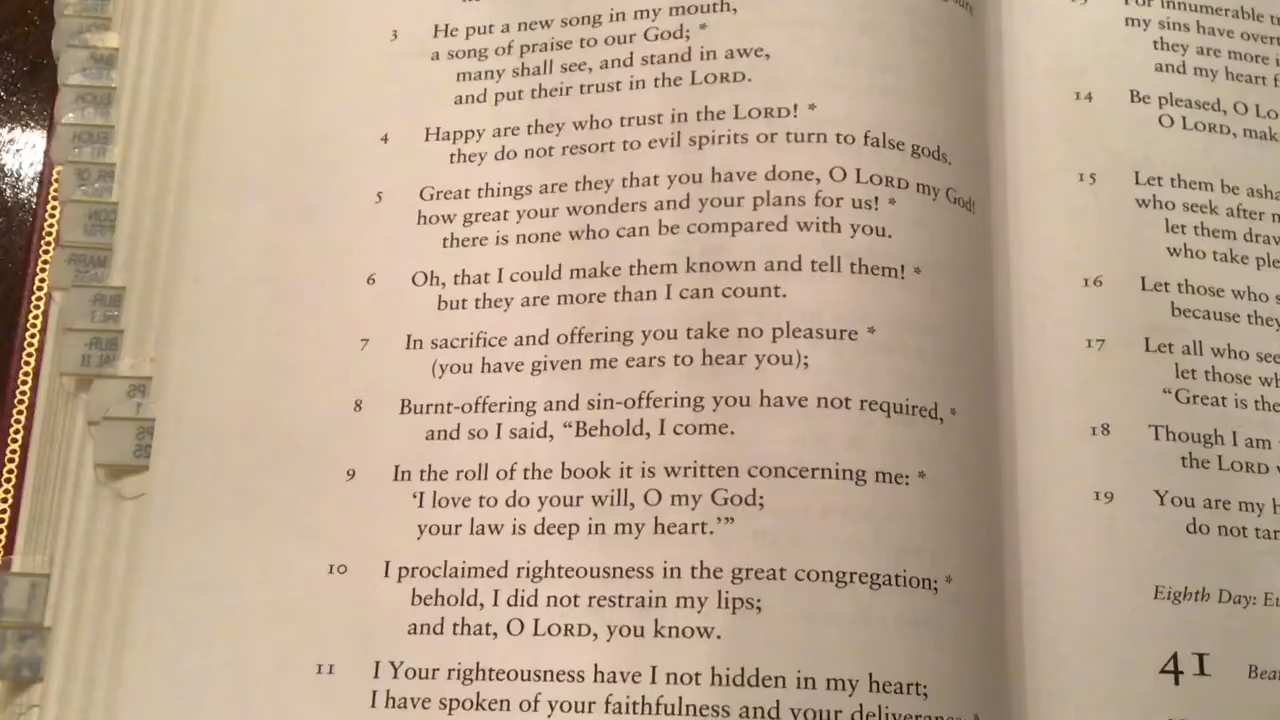 3 He put a new song in my mouth,
a song of praise to our God; *
many shall see, and stand in awe,
and put their trust in the LORD.
4 Happy are they who trust in the LORD! *
they do not resort to evil spirits or turn to false gods.
5 Great things are they that you have done, O LORD my God!
how great your wonders and your plans for us! *
there is none who can be compared with you.
6 Oh, that I could make them known and tell them! *
but they are more than I can count.
7 In sacrifice and offering you take no pleasure *
(you have given me ears to hear you);
8 Burnt-offering and sin-offering you have not required, *
and so I said, “Behold, I come.
9 In the roll of the book it is written concerning me: *
‘I love to do your will, O my God;
your law is deep in my heart.’”
10 I proclaimed righteousness in the great congregation; *
behold, I did not restrain my lips;
and that, O LORD, you know.
11 I Your righteousness have I not hidden in my heart;
I have spoken of your faithfulness and your deliverance; *
For innumerable
my sins have
they are more
and my heart
14 Be pleased, O
O LORD,
15 Let them be
who seek after
let them
who take
16 Let those who
because they
17 Let all who
let those
“Great is the
18 Though I am
the LORD
19 You are my
do not
Eighth Day:
41
PS
1
PS
25